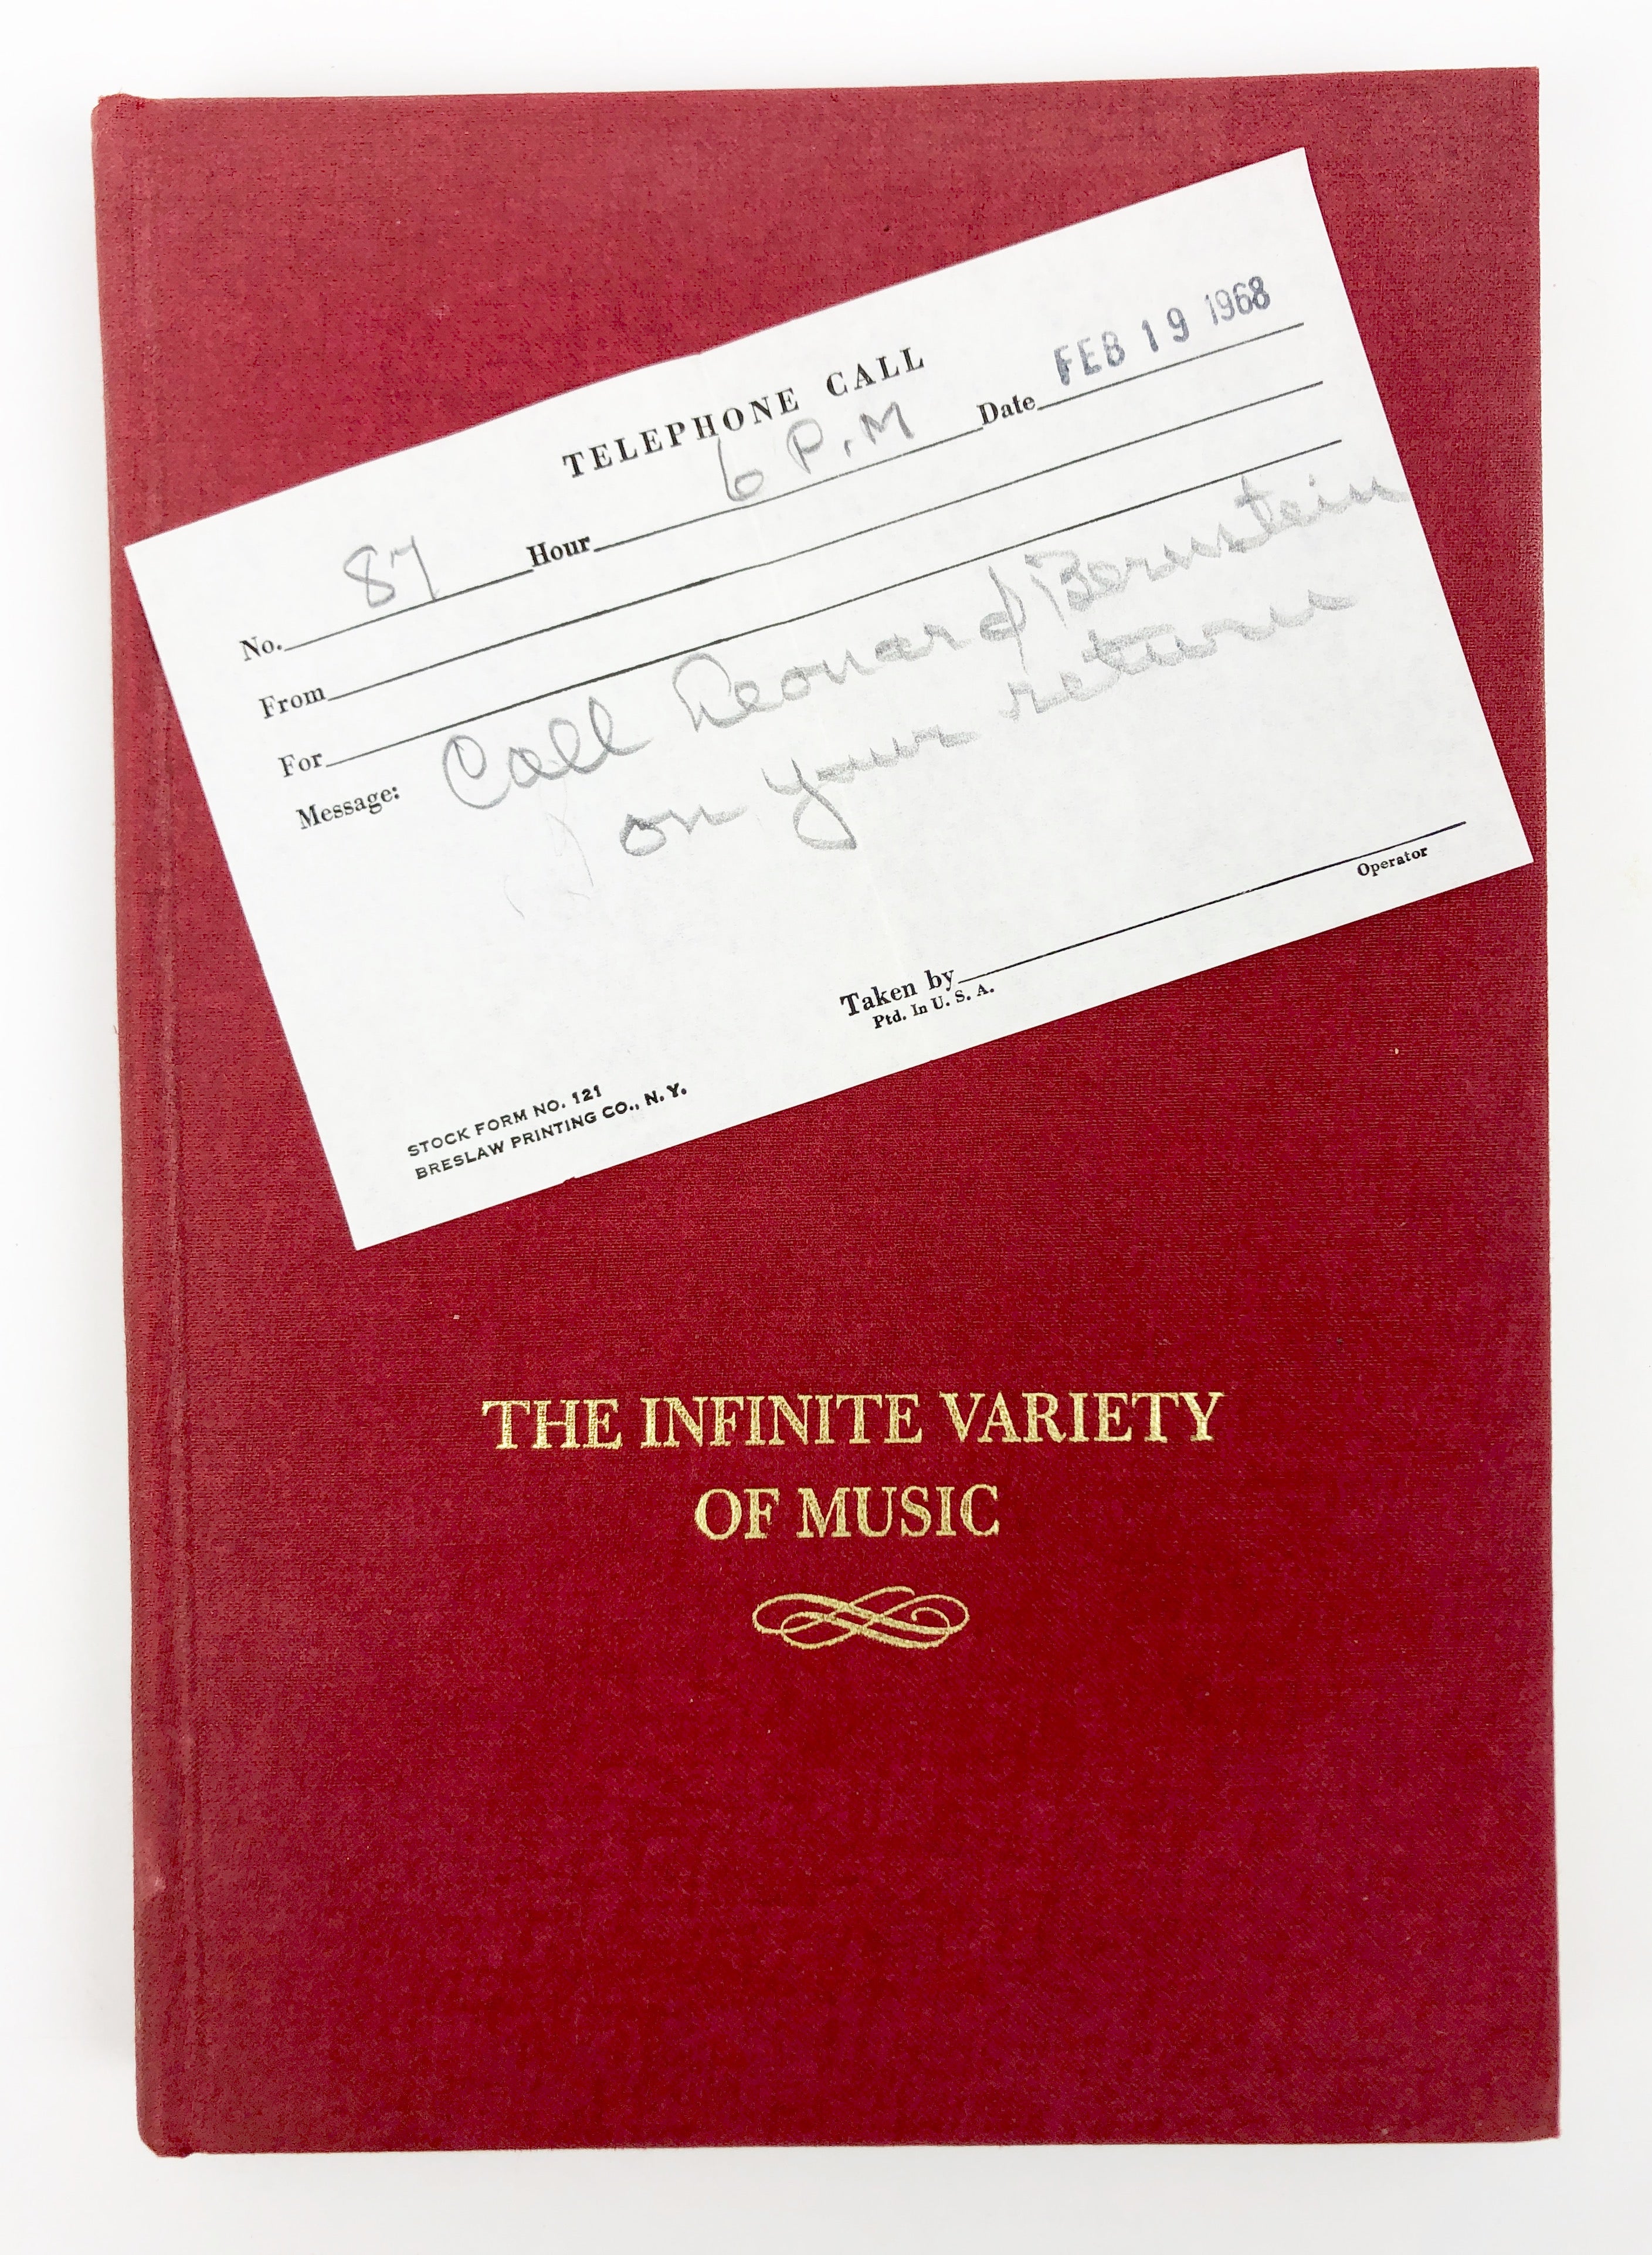 TELEPHONE CALL
No. 87 Hour 6 P.M Date FEB 19 1968
From
For
Message: Call Leonard Bernstein
on your return
Taken by
Operator
Ptd. In U. S. A.
STOCK FORM NO. 121
BRESLAW PRINTING CO., N. Y.
THE INFINITE VARIETY
OF MUSIC